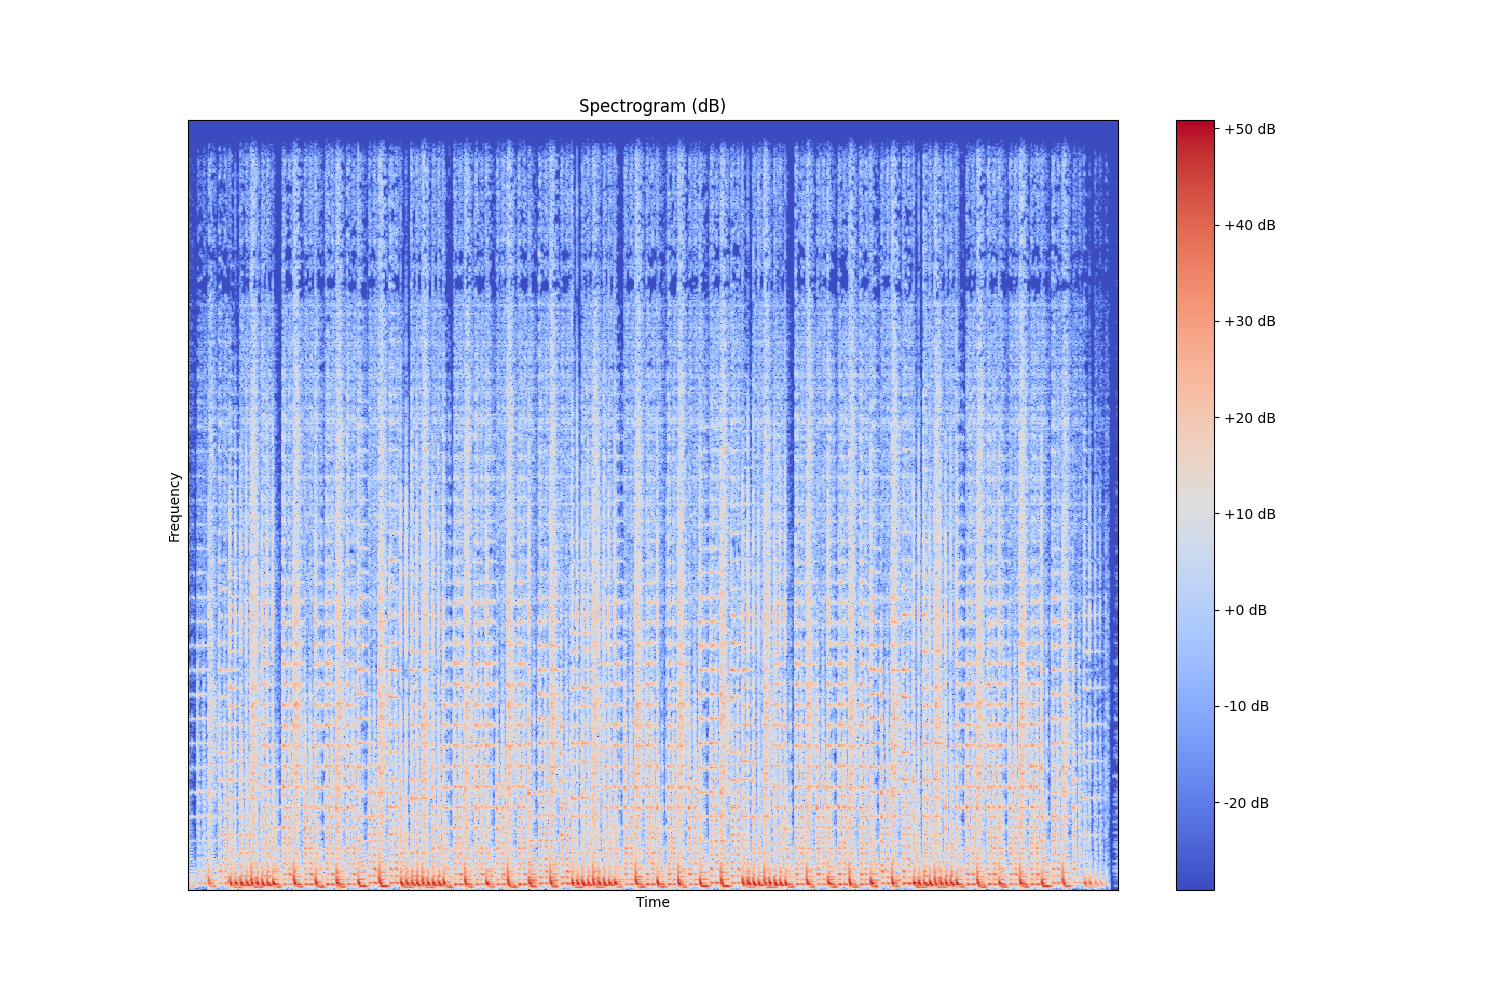 Spectrogram (dB)
Frequency
Time
+50 dB
+40 dB
+30 dB
+20 dB
+10 dB
+0 dB
-10 dB
-20 dB